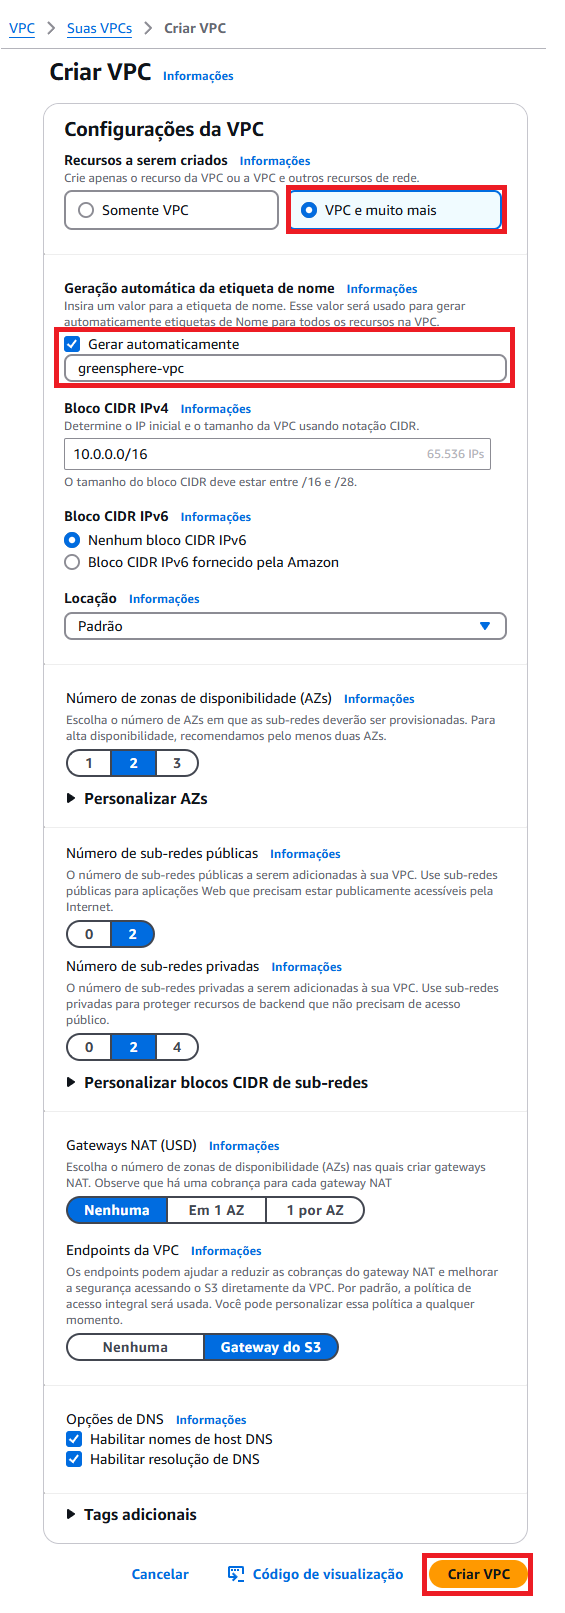 VPC > Suas VPCs > Criar VPC
Criar VPC Informações
Configurações da VPC
Recursos a serem criados Informações
Crie apenas o recurso da VPC ou a VPC e outros recursos de rede.
Somente VPC
VPC e muito mais
Geração automática da etiqueta de nome Informações
Insira um valor para a etiqueta de nome. Esse valor será usado para gerar
automaticamente etiquetas de Nome para todos os recursos na VPC.
Gerar automaticamente
greensphere-vpc
Bloco CIDR IPv4 Informações
Determine o IP inicial e o tamanho da VPC usando notação CIDR.
10.0.0.0/16 65.536 IPs
O tamanho do bloco CIDR deve estar entre /16 e /28.
Bloco CIDR IPv6 Informações
Nenhum bloco CIDR IPv6
Bloco CIDR IPv6 fornecido pela Amazon
Locação Informações
Padrão
Número de zonas de disponibilidade (AZs) Informações
Escolha o número de AZs em que as sub-redes deverão ser provisionadas. Para
alta disponibilidade, recomendamos pelo menos duas AZs.
1 2 3
Personalizar AZs
Número de sub-redes públicas Informações
O número de sub-redes públicas a serem adicionadas à sua VPC. Use sub-redes
públicas para aplicações Web que precisam estar publicamente acessíveis pela
Internet.
0 2
Número de sub-redes privadas Informações
O número de sub-redes privadas a serem adicionadas à sua VPC. Use sub-redes
privadas para proteger recursos de backend que não precisam de acesso
público.
0 2 4
Personalizar blocos CIDR de sub-redes
Gateways NAT (USD) Informações
Escolha o número de zonas de disponibilidade (AZs) nas quais criar gateways
NAT. Observe que há uma cobrança para cada gateway NAT
Nenhuma Em 1 AZ 1 por AZ
Endpoints da VPC Informações
Os endpoints podem ajudar a reduzir as cobranças do gateway NAT e melhorar
a segurança acessando o S3 diretamente da VPC. Por padrão, a política de
acesso integral será usada. Você pode personalizar essa política a qualquer
momento.
Nenhuma Gateway do S3
Opções de DNS Informações
Habilitar nomes de host DNS
Habilitar resolução de DNS
Tags adicionais
Cancelar Código de visualização Criar VPC